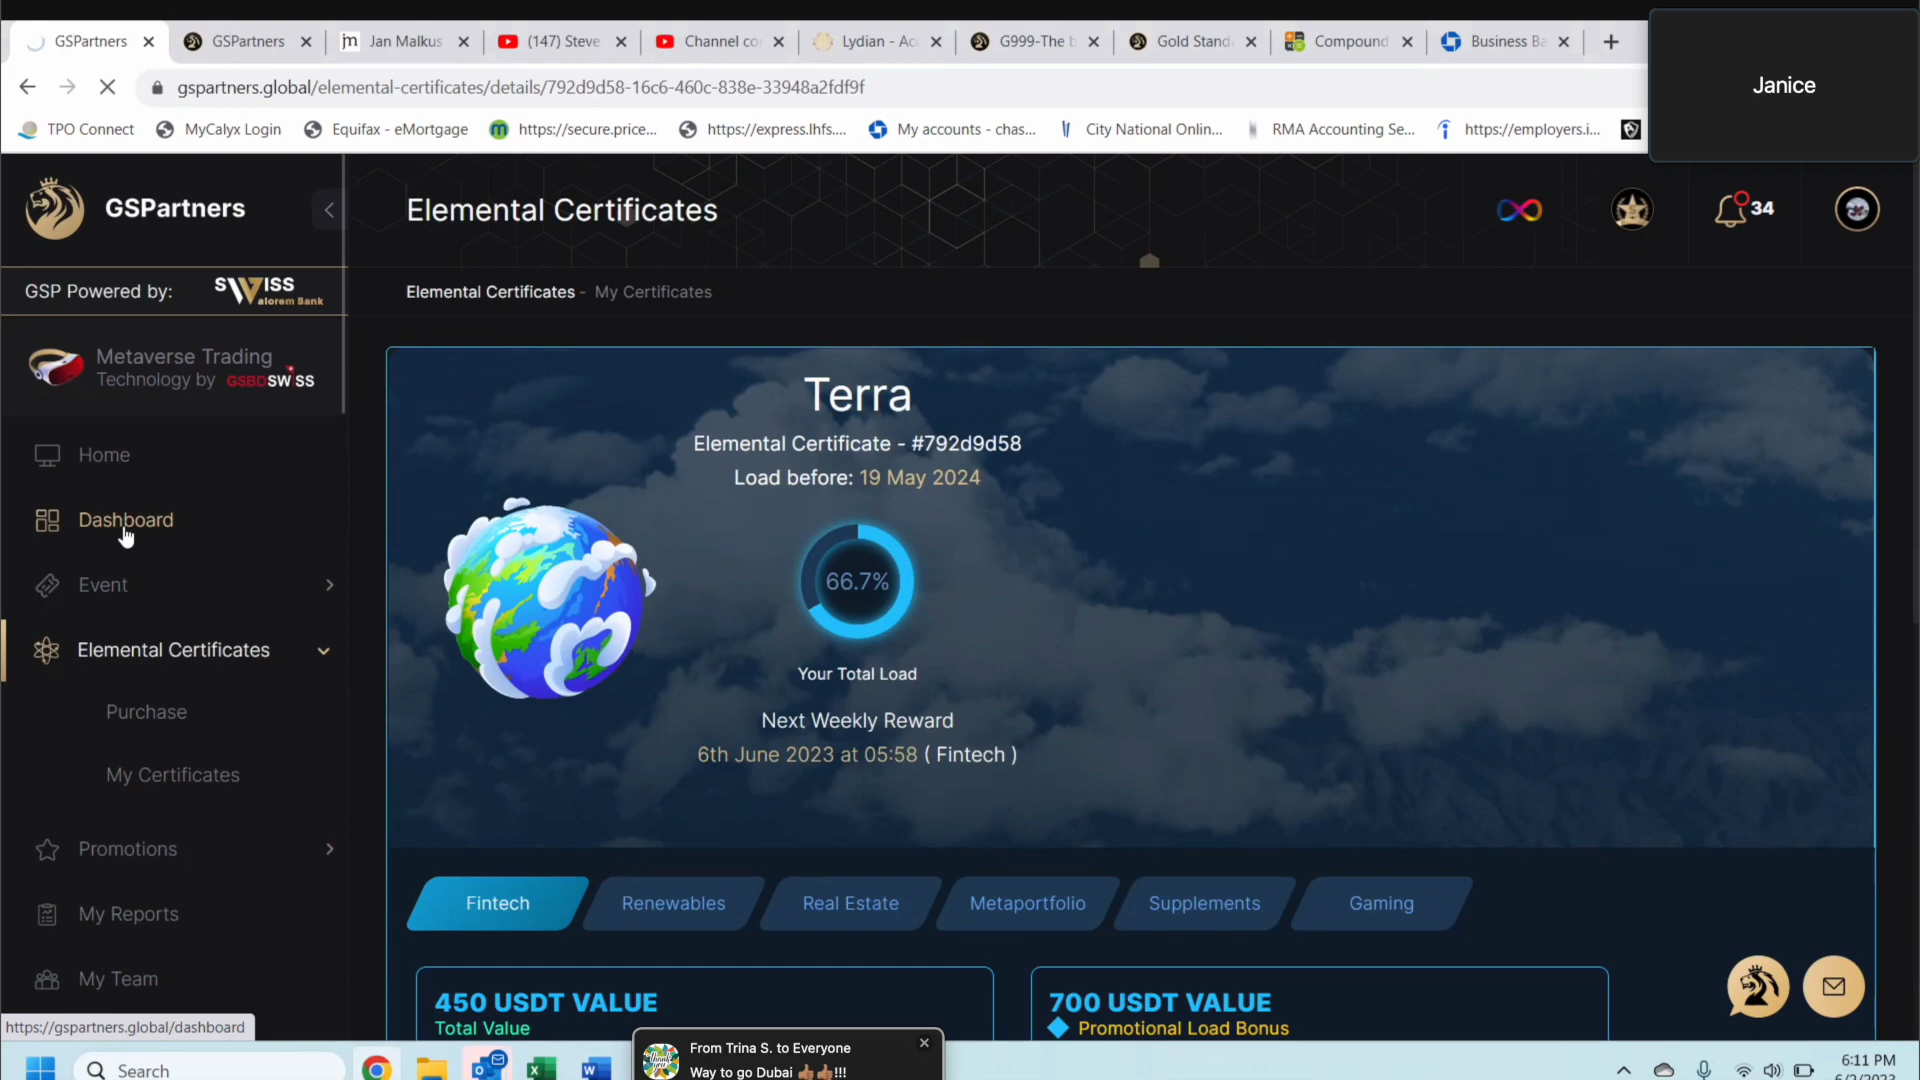 GSPartners
GSPartners
jm Jan Malkus
(147) Steve
Channel co
Lydian - Ac
G999-The b
Gold Stand
Compound
Business Ba
Janice
gspartners.global/elemental-certificates/details/792d9d58-16c6-460c-838e-33948a2fdf9f
TPO Connect
MyCalyx Login
Equifax - eMortgage
https://secure.price...
https://express.lhfs....
My accounts - chas...
City National Onlin...
RMA Accounting Se...
https://employers.i...
GSPartners
Elemental Certificates
34
GSP Powered by:
SWISS
Valorem Bank
Elemental Certificates - My Certificates
Metaverse Trading
Technology by GSBDSWISS
Home
Dashboard
Event
Elemental Certificates
Purchase
My Certificates
Promotions
My Reports
My Team
Terra
Elemental Certificate - #792d9d58
Load before: 19 May 2024
66.7%
Your Total Load
Next Weekly Reward
6th June 2023 at 05:58 ( Fintech )
Fintech
Renewables
Real Estate
Metaportfolio
Supplements
Gaming
450 USDT VALUE
Total Value
700 USDT VALUE
Promotional Load Bonus
https://gspartners.global/dashboard
From Trina S. to Everyone
Way to go Dubai 👍🏾👍🏾!!!
Search
6:11 PM
6/2/2023